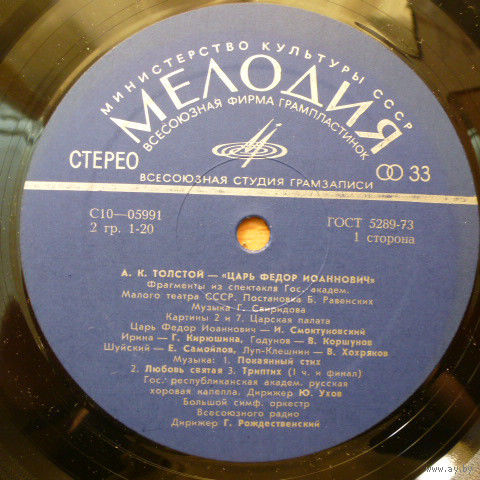 МИНИСТЕРСТВО КУЛЬТУРЫ СССР
МЕЛОДИЯ
ВСЕСОЮЗНАЯ ФИРМА ГРАМПЛАСТИНОК
СТЕРЕО
33
ВСЕСОЮЗНАЯ СТУДИЯ ГРАМЗАПИСИ
С10—05991
ГОСТ 5289-73
2 гр. 1-20
1 сторона
А. К. ТОЛСТОЙ — «ЦАРЬ ФЕДОР ИОАННОВИЧ»
Фрагменты из спектакля Гос. академ.
Малого театра СССР. Постановка Б. Равенских
Музыка Г. Свиридова
Картины 2 и 7. Царская палата
Царь Федор Иоаннович — И. Смоктуновский
Ирина — Г. Кирюшина, Годунов — В. Коршунов
Шуйский — Е. Самойлов, Луп-Клешнин — В. Хохряков
Музыка: 1. Покаянный стих
2. Любовь святая 3. Триптих (1 ч. и финал)
Гос. республиканская академ. русская
хоровая капелла. Дирижер Ю. Ухов
Большой симф. оркестр
Всесоюзного радио
Дирижер Г. Рождественский
www.ay.by